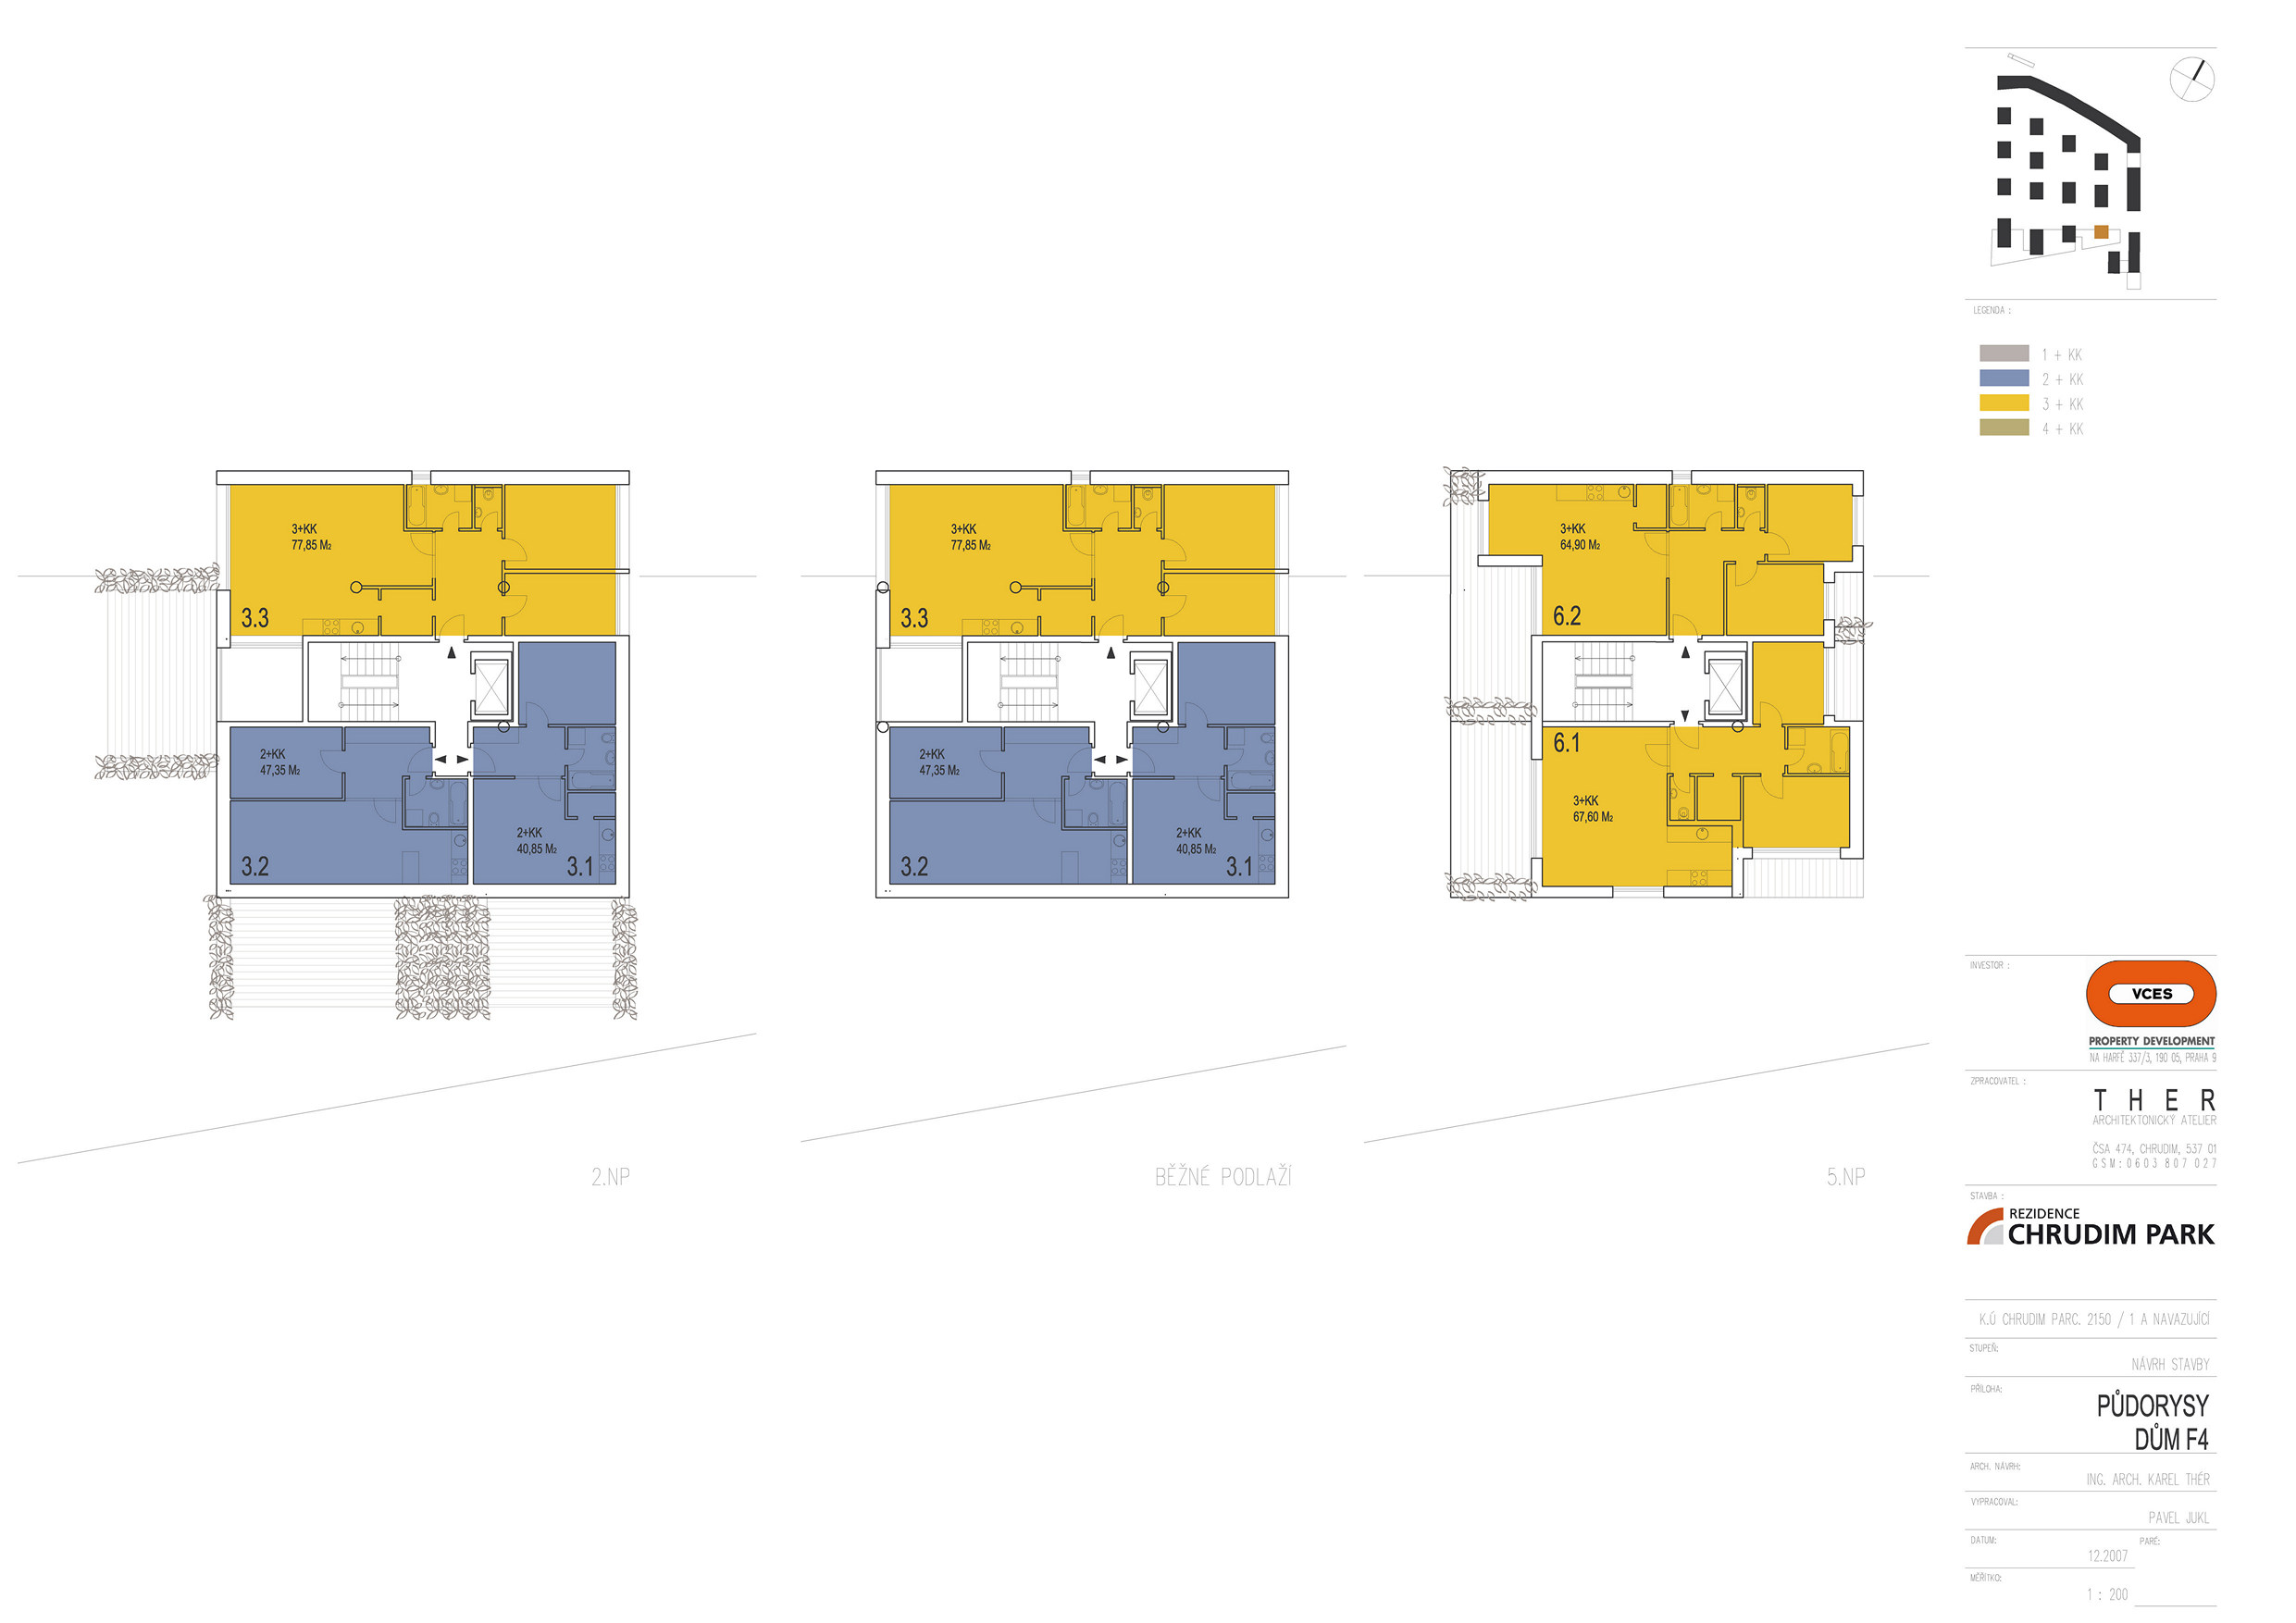 3+KK
77,85 M2
3.3
2+KK
47,35 M2
3.2
2+KK
40,85 M2
3.1
2.NP
3+KK
77,85 M2
3.3
2+KK
47,35 M2
3.2
2+KK
40,85 M2
3.1
BĚŽNÉ PODLAŽÍ
3+KK
64,90 M2
6.2
6.1
3+KK
67,60 M2
5.NP
LEGENDA :
1 + KK
2 + KK
3 + KK
4 + KK
INVESTOR :
VCES
PROPERTY DEVELOPMENT
NA HARFĚ 337/3, 190 05, PRAHA 9
ZPRACOVATEL :
THER
ARCHITEKTONICKÝ ATELIER
ČSA 474, CHRUDIM, 537 01
GSM:0603 807 027
STAVBA :
REZIDENCE
CHRUDIM PARK
K.Ú CHRUDIM PARC. 2150 / 1 A NAVAZUJÍCÍ
STUPEŇ:
NÁVRH STAVBY
PŘÍLOHA:
PŮDORYSY
DŮM F4
ARCH. NÁVRH:
ING. ARCH. KAREL THÉR
VYPRACOVAL:
PAVEL JUKL
DATUM:
PARÉ:
12.2007
MĚŘÍTKO:
1 : 200